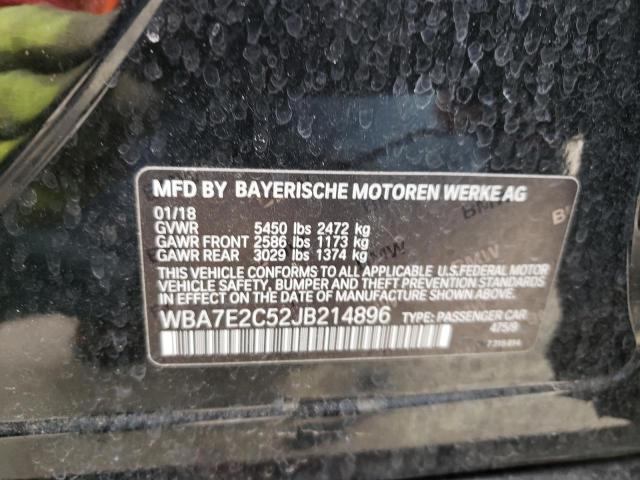 MFD BY BAYERISCHE MOTOREN WERKE AG
01/18
GVWR 5450 lbs 2472 kg
GAWR FRONT 2586 lbs 1173 kg
GAWR REAR 3029 lbs 1374 kg
THIS VEHICLE CONFORMS TO ALL APPLICABLE U.S.FEDERAL MOTOR
VEHICLE SAFETY, BUMPER AND THEFT PREVENTION STANDARDS
IN EFFECT ON THE DATE OF MANUFACTURE SHOWN ABOVE.
WBA7E2C52JB214896 TYPE: PASSENGER CAR
475/9